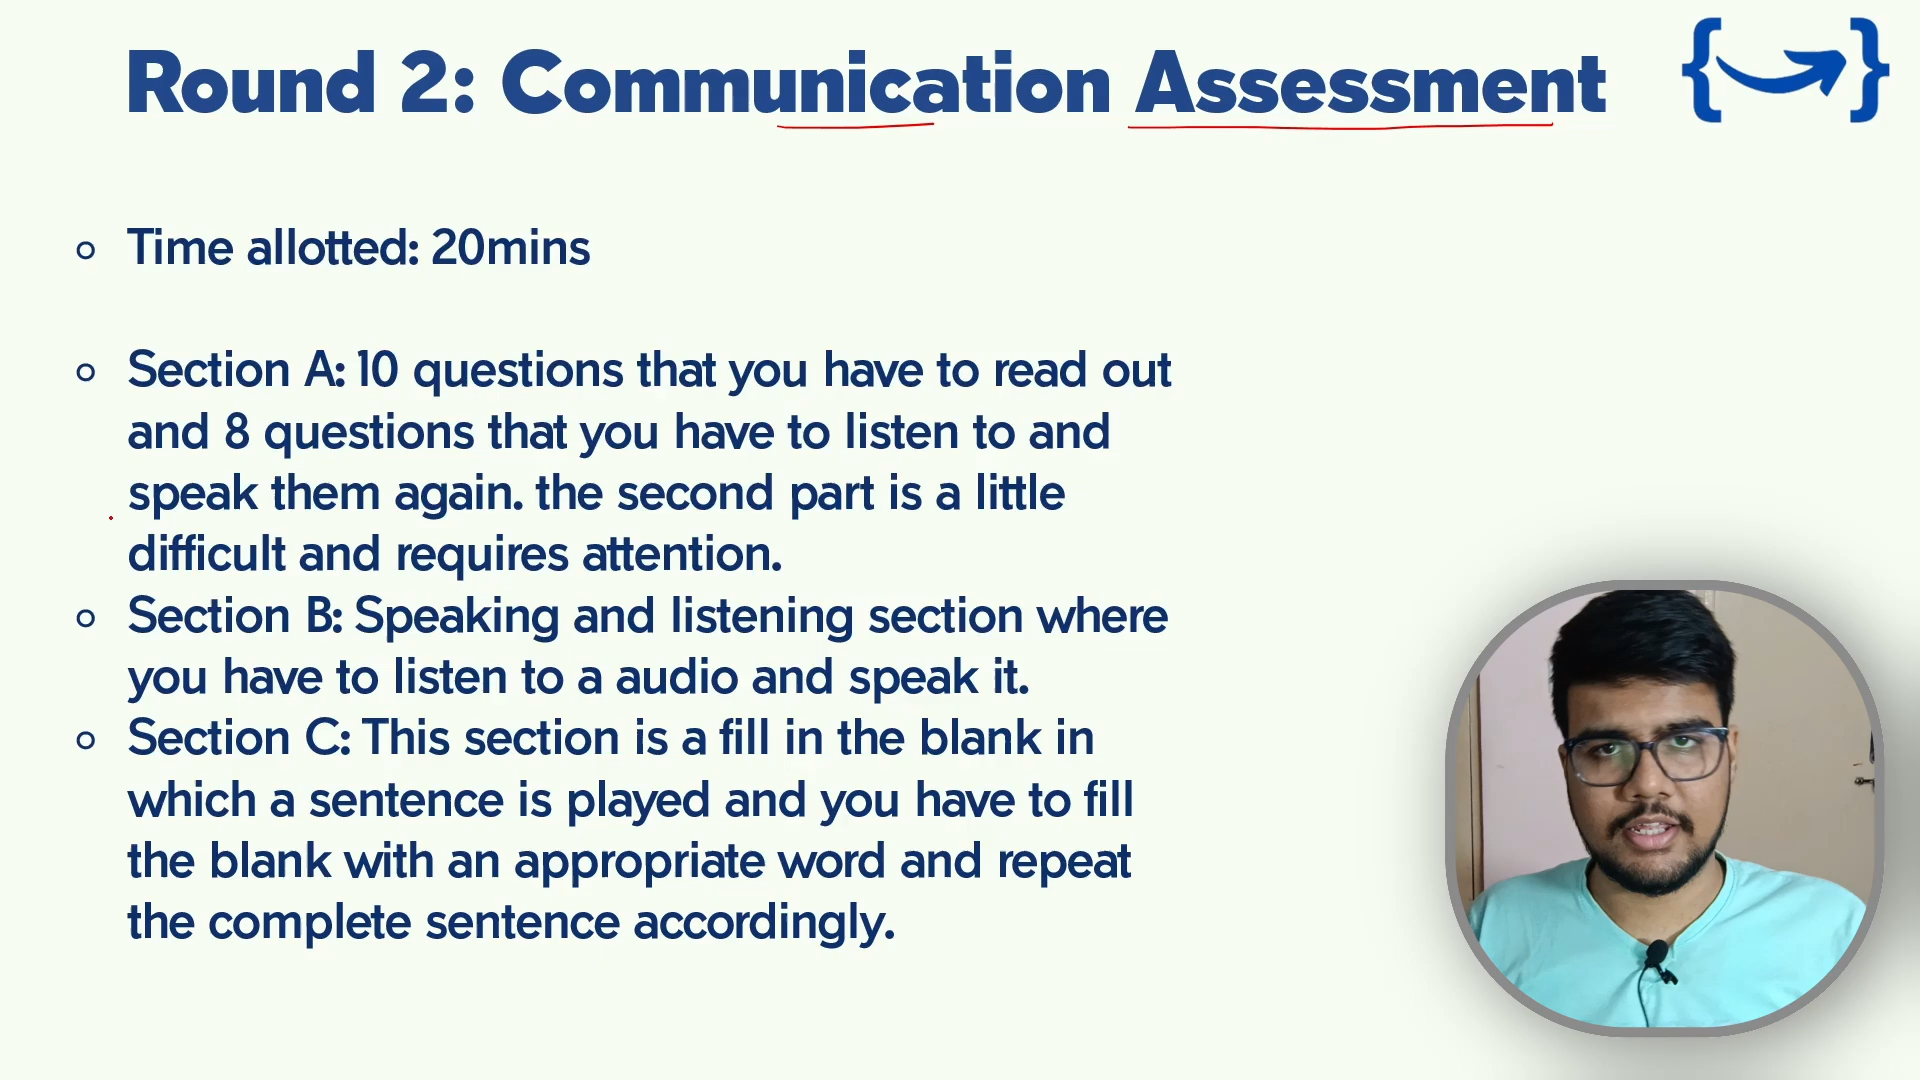 Round 2: Communication Assessment
Time allotted: 20mins
Section A: 10 questions that you have to read out
and 8 questions that you have to listen to and
speak them again. the second part is a little
difficult and requires attention.
Section B: Speaking and listening section where
you have to listen to a audio and speak it.
Section C: This section is a fill in the blank in
which a sentence is played and you have to fill
the blank with an appropriate word and repeat
the complete sentence accordingly.